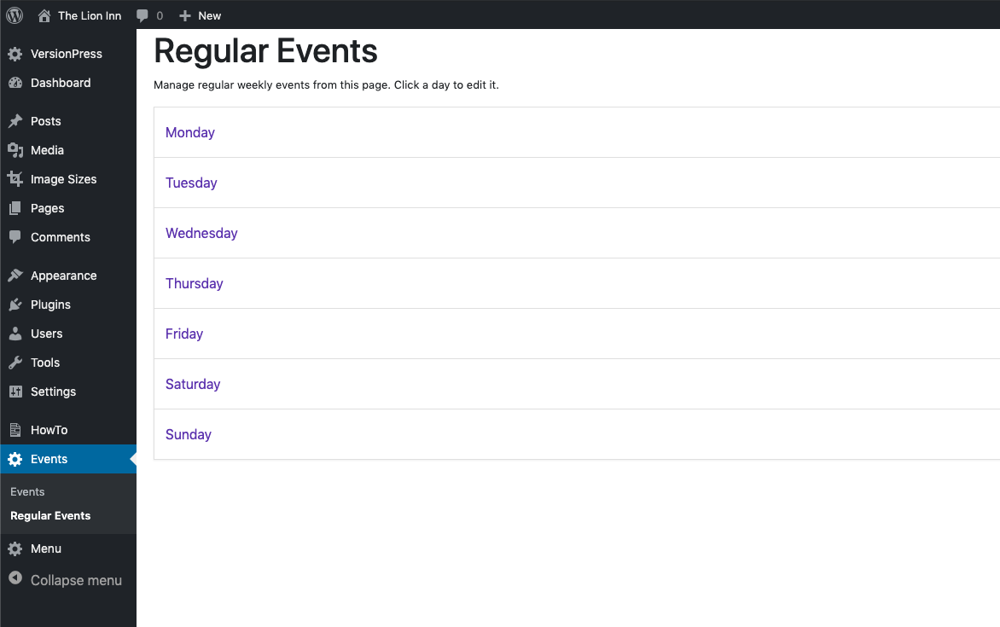 The Lion Inn 0 New
VersionPress
Dashboard
Posts
Media
Image Sizes
Pages
Comments
Appearance
Plugins
Users
Tools
Settings
HowTo
Events
Events
Regular Events
Menu
Collapse menu
Regular Events
Manage regular weekly events from this page. Click a day to edit it.
Monday
Tuesday
Wednesday
Thursday
Friday
Saturday
Sunday